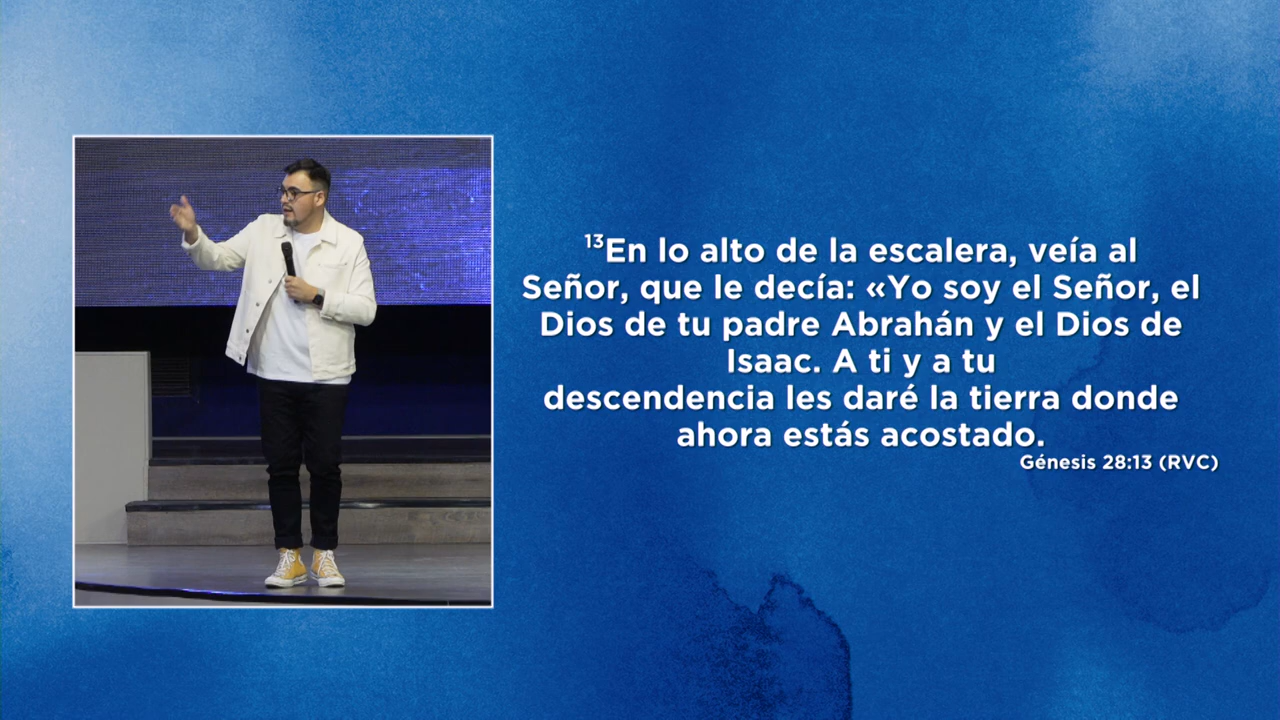 ¹³En lo alto de la escalera, veía al
Señor, que le decía: «Yo soy el Señor, el
Dios de tu padre Abrahán y el Dios de
Isaac. A ti y a tu
descendencia les daré la tierra donde
ahora estás acostado.
Génesis 28:13 (RVC)